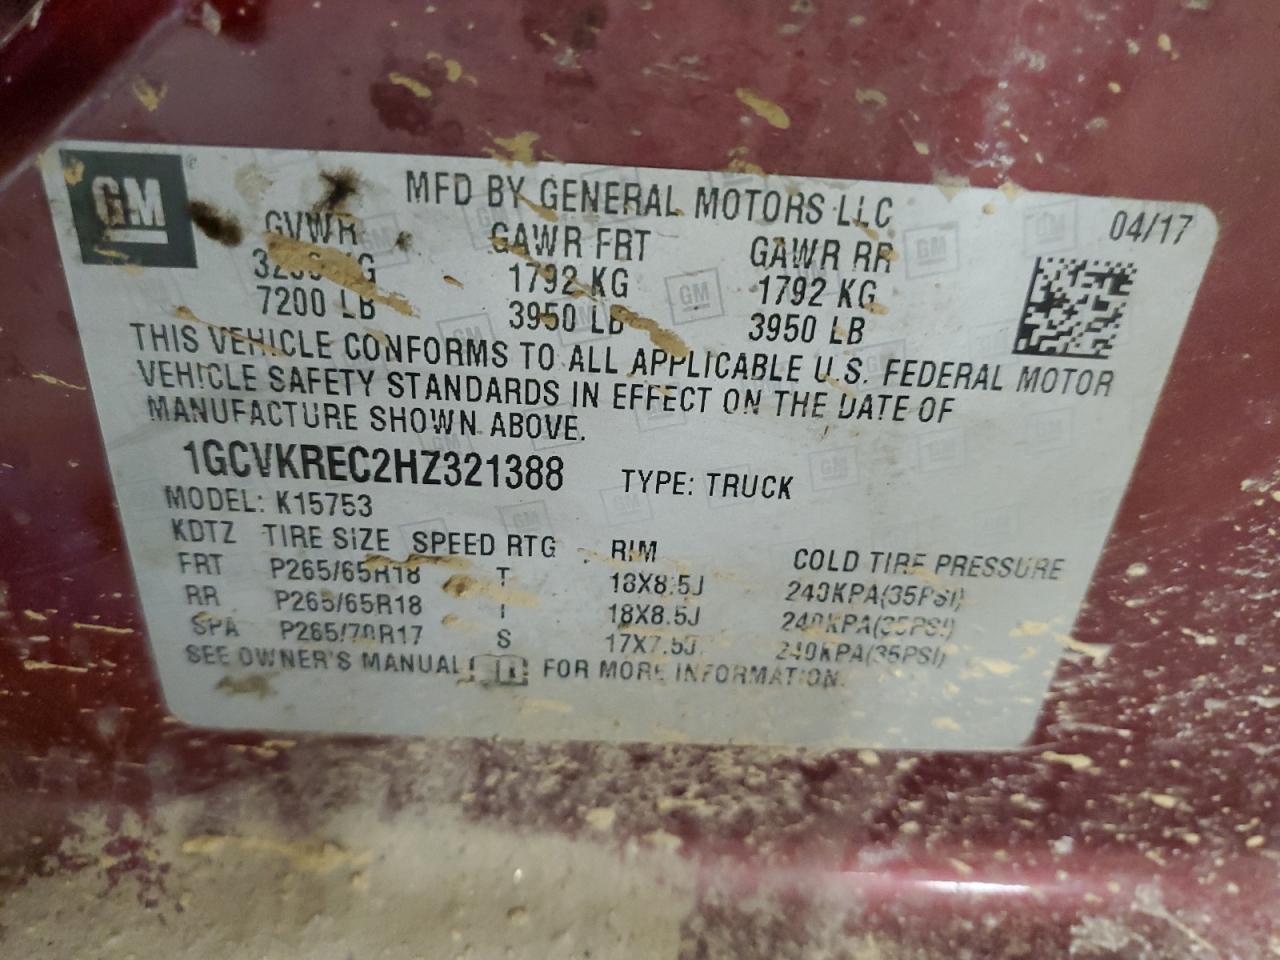 GM
MFD BY GENERAL MOTORS LLC
04/17
GVWR GAWR FRT GAWR RR
1792 KG 1792 KG
7200 LB 3950 LB 3950 LB
THIS VEHICLE CONFORMS TO ALL APPLICABLE U.S. FEDERAL MOTOR
VEHICLE SAFETY STANDARDS IN EFFECT ON THE DATE OF
MANUFACTURE SHOWN ABOVE.
1GCVKREC2HZ321388 TYPE: TRUCK
MODEL: K15753
KDTZ TIRE SIZE SPEED RTG RIM COLD TIRE PRESSURE
FRT P265/65R18 T 18X8.5J 240KPA(35PSI)
RR P265/65R18 T 18X8.5J 240KPA(35PSI)
SPA P265/70R17 S 17X7.5J 240KPA(35PSI)
SEE OWNER'S MANUAL FOR MORE INFORMATION.